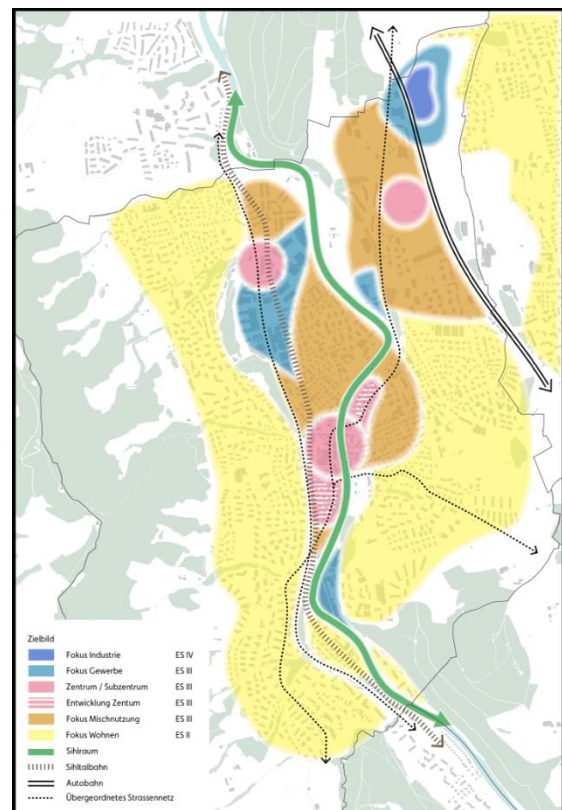 Zielbild
Fokus Industrie ES IV
Fokus Gewerbe ES III
Zentrum / Subzentrum ES III
Entwicklung Zentum ES III
Fokus Mischnutzung ES III
Fokus Wohnen ES II
Sihlraum
Sihltalbahn
Autobahn
Übergeordnetes Strassennetz